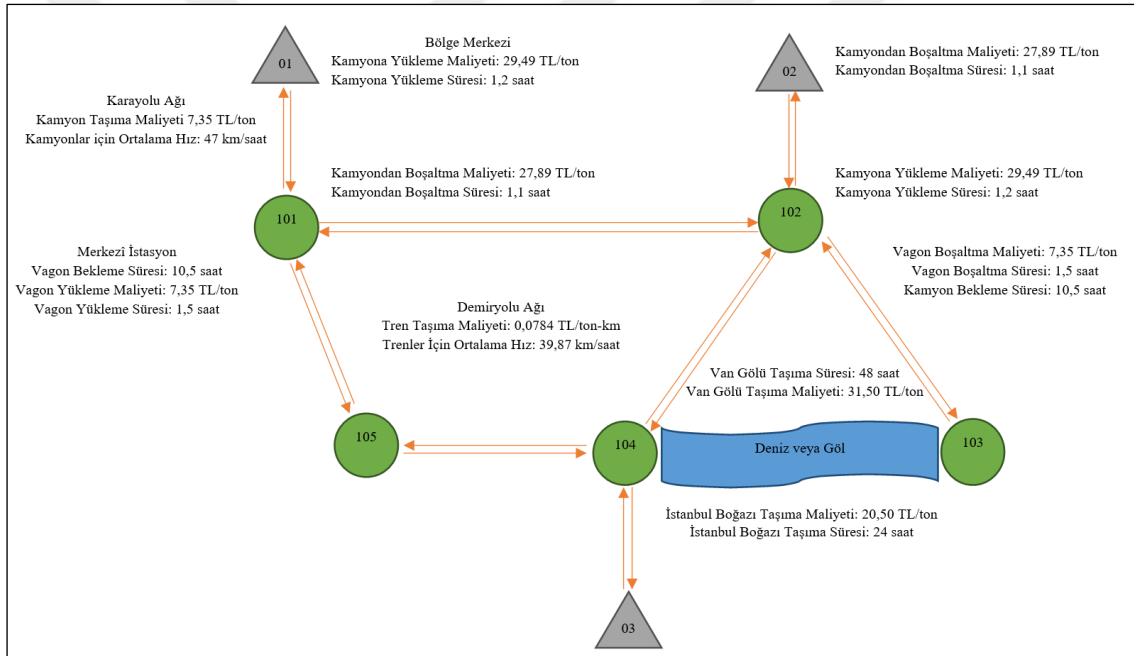 Bölge Merkezi
Kamyona Yükleme Maliyeti: 29,49 TL/ton
Kamyona Yükleme Süresi: 1,2 saat
01
Kamyondan Boşaltma Maliyeti: 27,89 TL/ton
Kamyondan Boşaltma Süresi: 1,1 saat
02
Karayolu Ağı
Kamyon Taşıma Maliyeti 7,35 TL/ton
Kamyonlar için Ortalama Hız: 47 km/saat
Kamyondan Boşaltma Maliyeti: 27,89 TL/ton
Kamyondan Boşaltma Süresi: 1,1 saat
Kamyona Yükleme Maliyeti: 29,49 TL/ton
Kamyona Yükleme Süresi: 1,2 saat
101
102
Merkezî İstasyon
Vagon Bekleme Süresi: 10,5 saat
Vagon Yükleme Maliyeti: 7,35 TL/ton
Vagon Yükleme Süresi: 1,5 saat
Vagon Boşaltma Maliyeti: 7,35 TL/ton
Vagon Boşaltma Süresi: 1,5 saat
Kamyon Bekleme Süresi: 10,5 saat
Demiryolu Ağı
Tren Taşıma Maliyeti: 0,0784 TL/ton-km
Trenler İçin Ortalama Hız: 39,87 km/saat
Van Gölü Taşıma Süresi: 48 saat
Van Gölü Taşıma Maliyeti: 31,50 TL/ton
105
104
Deniz veya Göl
103
İstanbul Boğazı Taşıma Maliyeti: 20,50 TL/ton
İstanbul Boğazı Taşıma Süresi: 24 saat
03